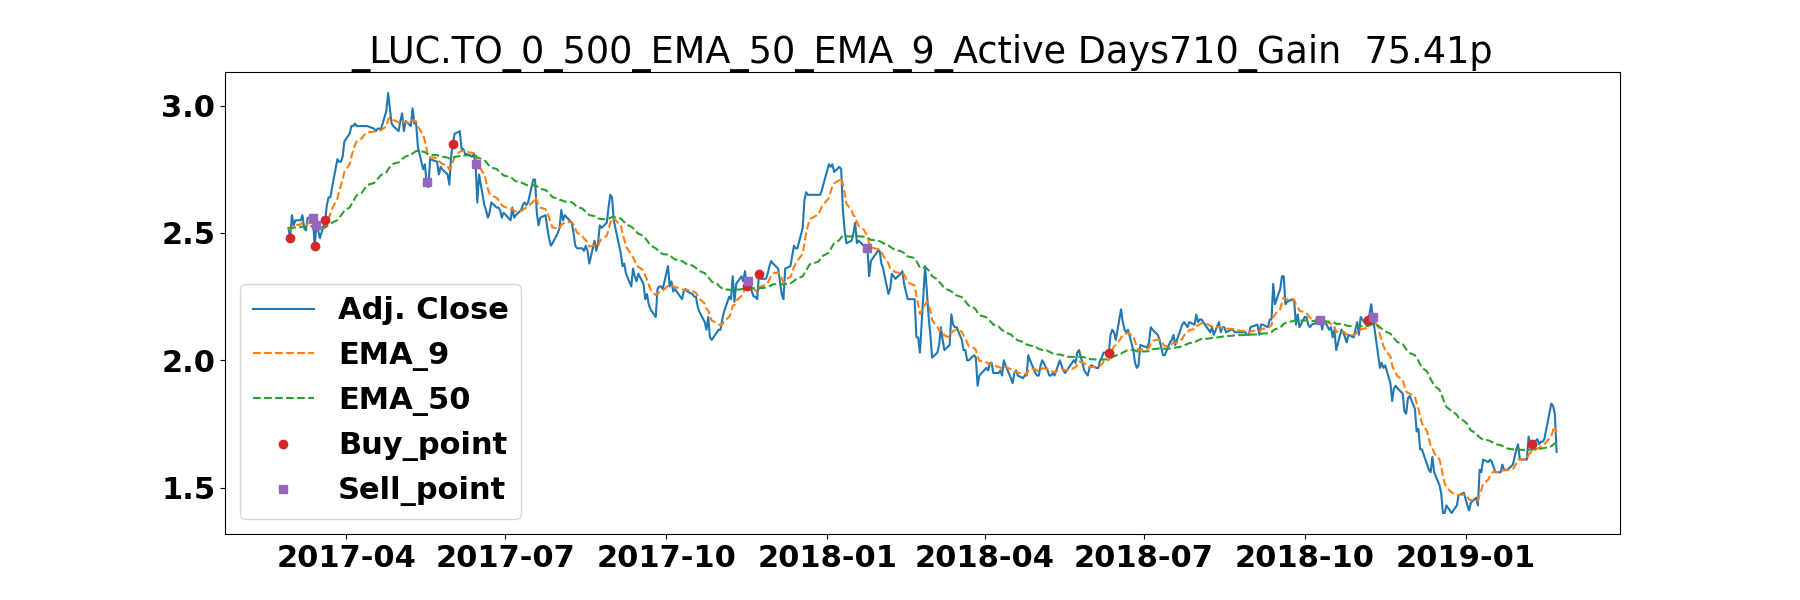 _LUC.TO_0_500_EMA_50_EMA_9_Active Days710_Gain  75.41p
3.0
2.5
2.0
1.5
Adj. Close
EMA_9
EMA_50
Buy_point
Sell_point
2017-04 2017-07 2017-10 2018-01 2018-04 2018-07 2018-10 2019-01